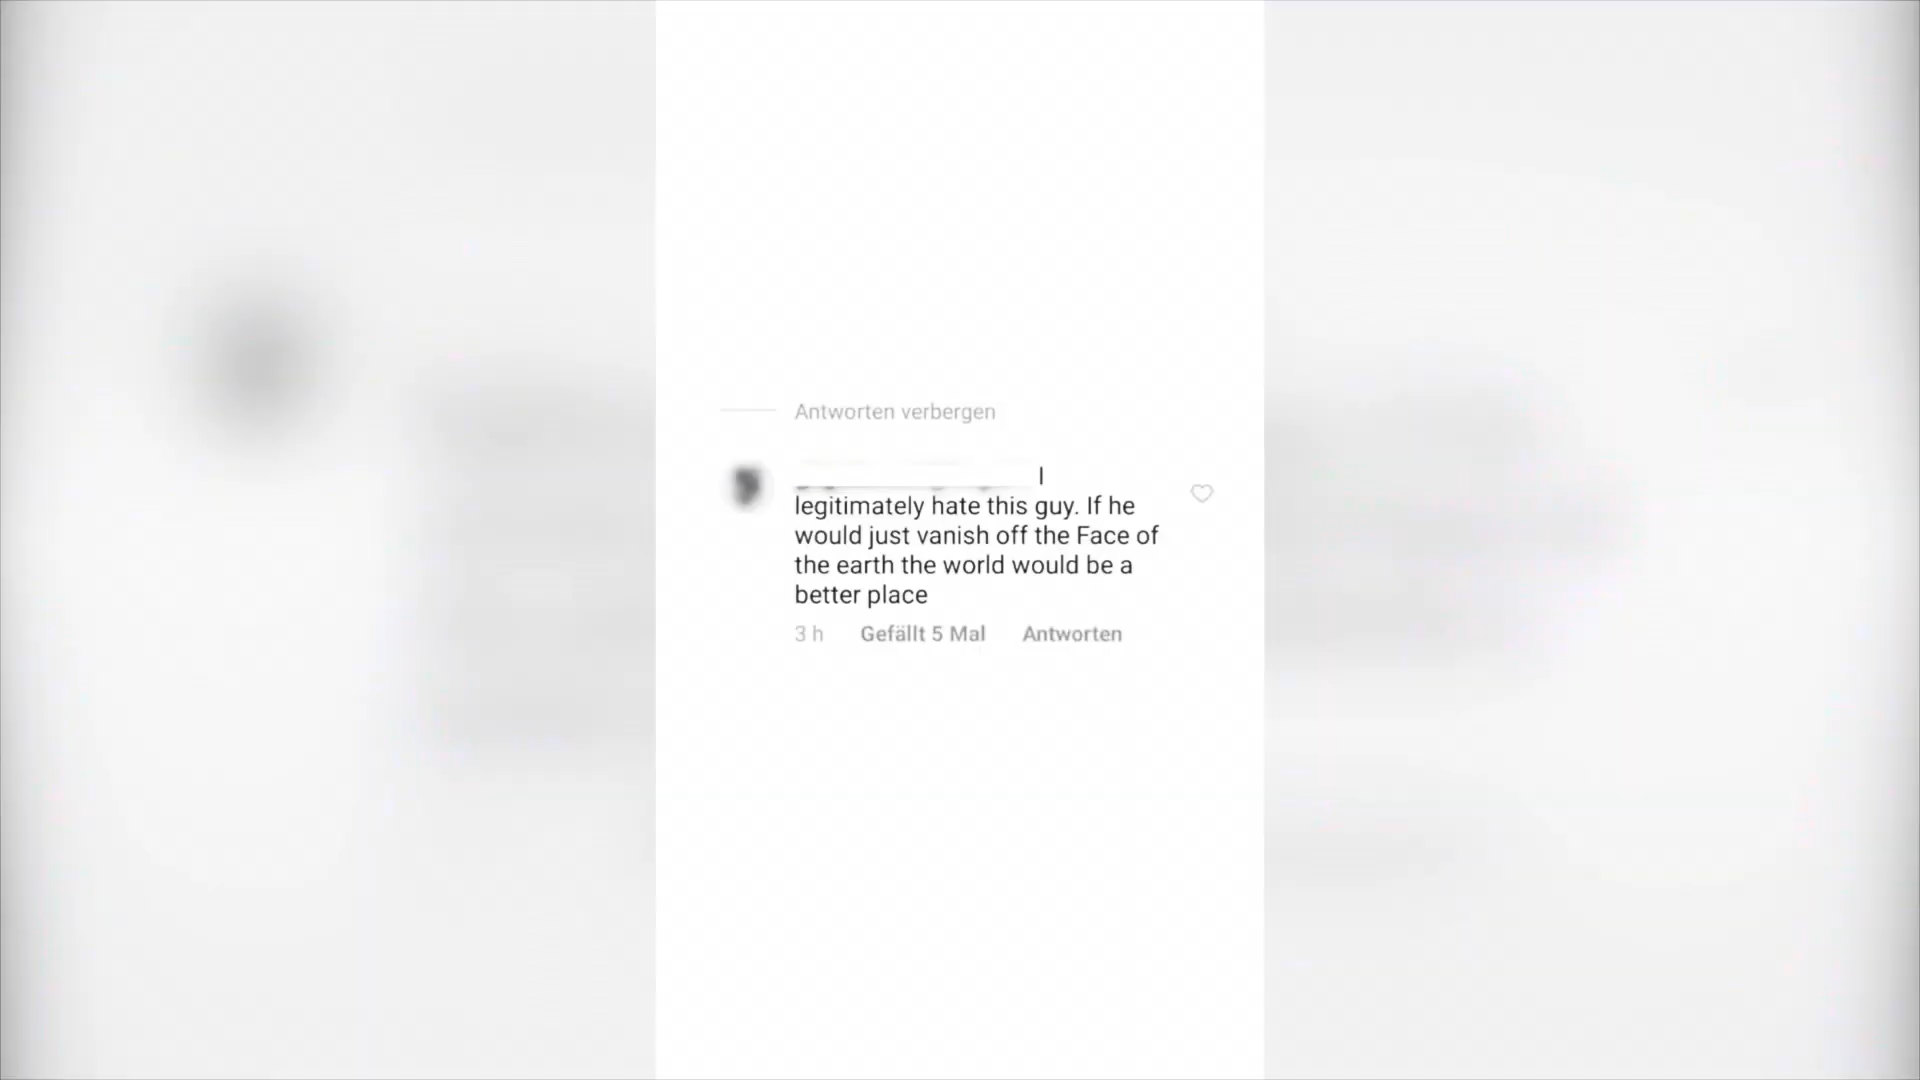 Antworten verbergen
I
legitimately hate this guy. If he
would just vanish off the Face of
the earth the world would be a
better place
3 h Gefällt 5 Mal Antworten